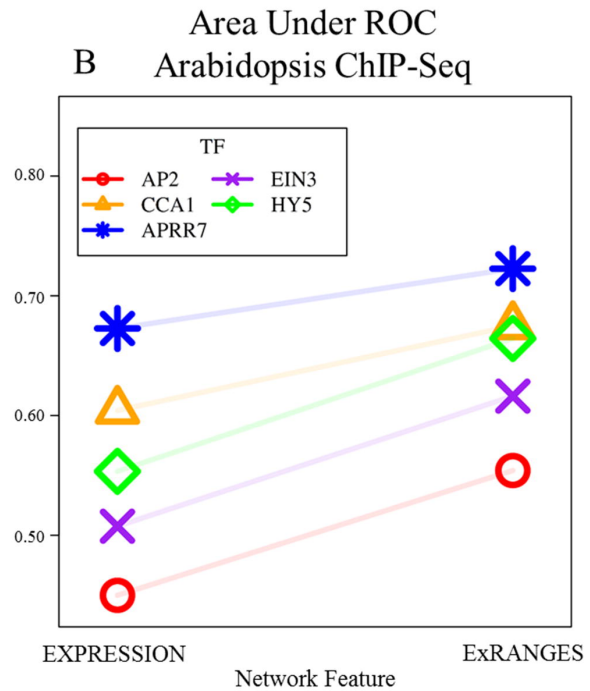 Area Under ROC
B Arabidopsis ChIP-Seq
TF
AP2 EIN3
CCA1 HY5
APRR7
0.80
0.70
0.60
0.50
EXPRESSION ExRANGES
Network Feature